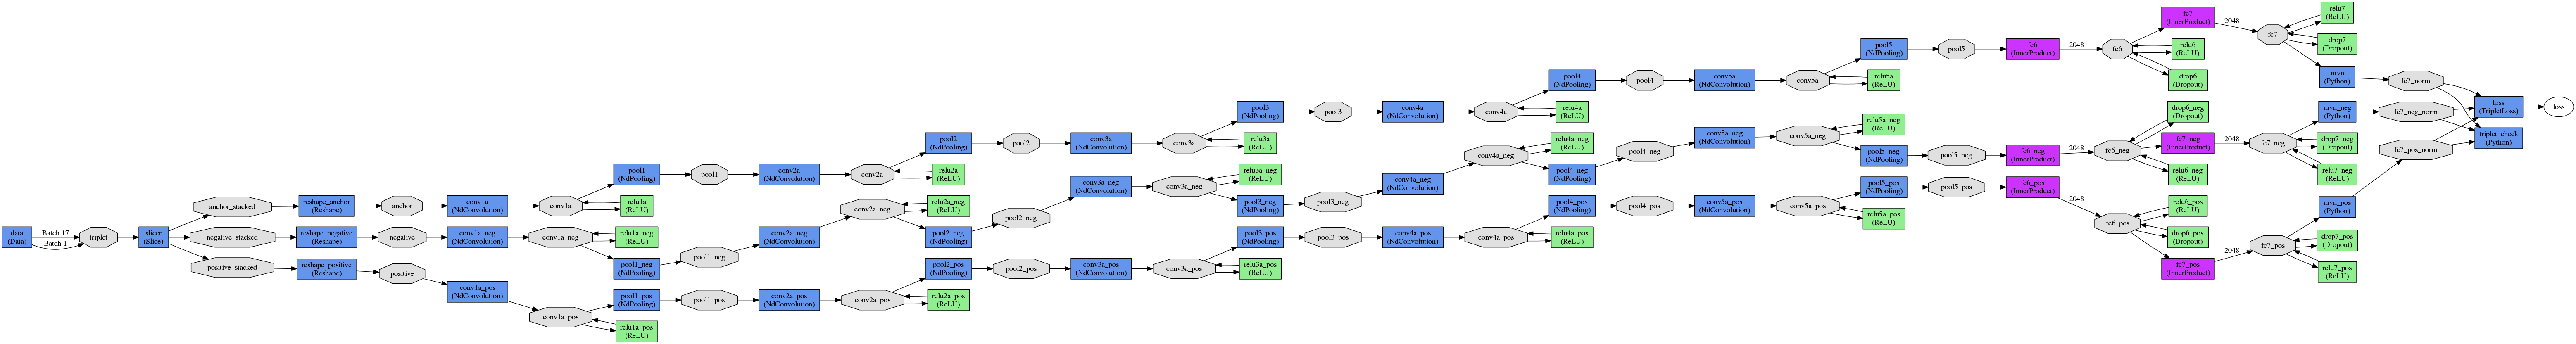 data
(Data)
Batch 17
Batch 1
triplet
slicer
(Slice)
anchor_stacked
reshape_anchor
(Reshape)
anchor
conv1a
(NdConvolution)
conv1a
relu1a
(ReLU)
pool1
(NdPooling)
pool1
conv2a
(NdConvolution)
conv2a
relu2a
(ReLU)
pool2
(NdPooling)
pool2
conv3a
(NdConvolution)
conv3a
relu3a
(ReLU)
pool3
(NdPooling)
pool3
conv4a
(NdConvolution)
conv4a
relu4a
(ReLU)
pool4
(NdPooling)
pool4
conv5a
(NdConvolution)
conv5a
relu5a
(ReLU)
pool5
(NdPooling)
pool5
fc6
(InnerProduct)
2048
fc6
relu6
(ReLU)
drop6
(Dropout)
fc7
(InnerProduct)
2048
fc7
relu7
(ReLU)
drop7
(Dropout)
mvn
(Python)
fc7_norm
negative_stacked
reshape_negative
(Reshape)
negative
conv1a_neg
(NdConvolution)
conv1a_neg
relu1a_neg
(ReLU)
pool1_neg
(NdPooling)
pool1_neg
conv2a_neg
(NdConvolution)
conv2a_neg
relu2a_neg
(ReLU)
pool2_neg
(NdPooling)
pool2_neg
conv3a_neg
(NdConvolution)
conv3a_neg
relu3a_neg
(ReLU)
pool3_neg
(NdPooling)
pool3_neg
conv4a_neg
(NdConvolution)
conv4a_neg
relu4a_neg
(ReLU)
pool4_neg
(NdPooling)
pool4_neg
conv5a_neg
(NdConvolution)
conv5a_neg
relu5a_neg
(ReLU)
pool5_neg
(NdPooling)
pool5_neg
fc6_neg
(InnerProduct)
2048
fc6_neg
drop6_neg
(Dropout)
fc7_neg
(InnerProduct)
relu6_neg
(ReLU)
2048
fc7_neg
mvn_neg
(Python)
drop7_neg
(Dropout)
relu7_neg
(ReLU)
fc7_neg_norm
positive_stacked
reshape_positive
(Reshape)
positive
conv1a_pos
(NdConvolution)
conv1a_pos
relu1a_pos
(ReLU)
pool1_pos
(NdPooling)
pool1_pos
conv2a_pos
(NdConvolution)
conv2a_pos
relu2a_pos
(ReLU)
pool2_pos
(NdPooling)
pool2_pos
conv3a_pos
(NdConvolution)
conv3a_pos
relu3a_pos
(ReLU)
pool3_pos
(NdPooling)
pool3_pos
conv4a_pos
(NdConvolution)
conv4a_pos
relu4a_pos
(ReLU)
pool4_pos
(NdPooling)
pool4_pos
conv5a_pos
(NdConvolution)
conv5a_pos
relu5a_pos
(ReLU)
pool5_pos
(NdPooling)
pool5_pos
fc6_pos
(InnerProduct)
2048
fc6_pos
relu6_pos
(ReLU)
drop6_pos
(Dropout)
fc7_pos
(InnerProduct)
2048
fc7_pos
mvn_pos
(Python)
drop7_pos
(Dropout)
relu7_pos
(ReLU)
fc7_pos_norm
loss
(TripletLoss)
triplet_check
(Python)
loss